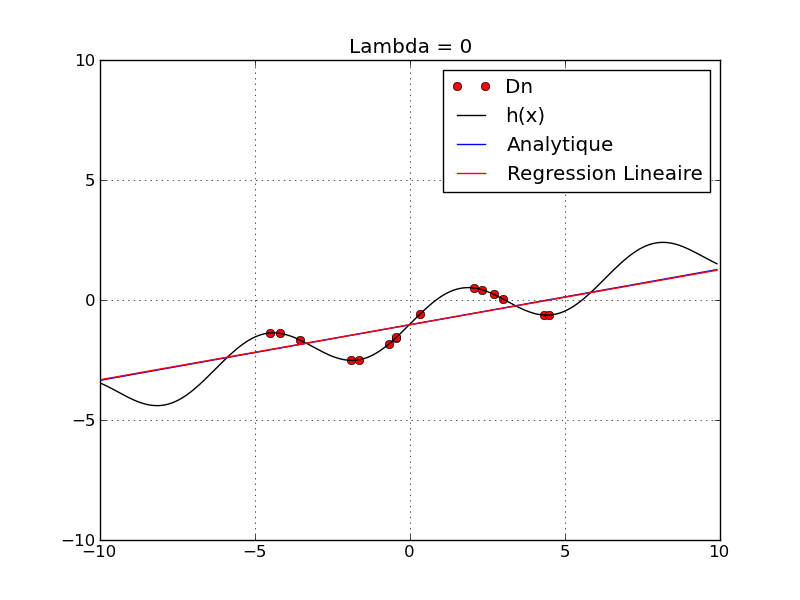 Lambda = 0
10
Dn
h(x)
Analytique
Regression Lineaire
5
0
−5
−10
−10
−5
0
5
10